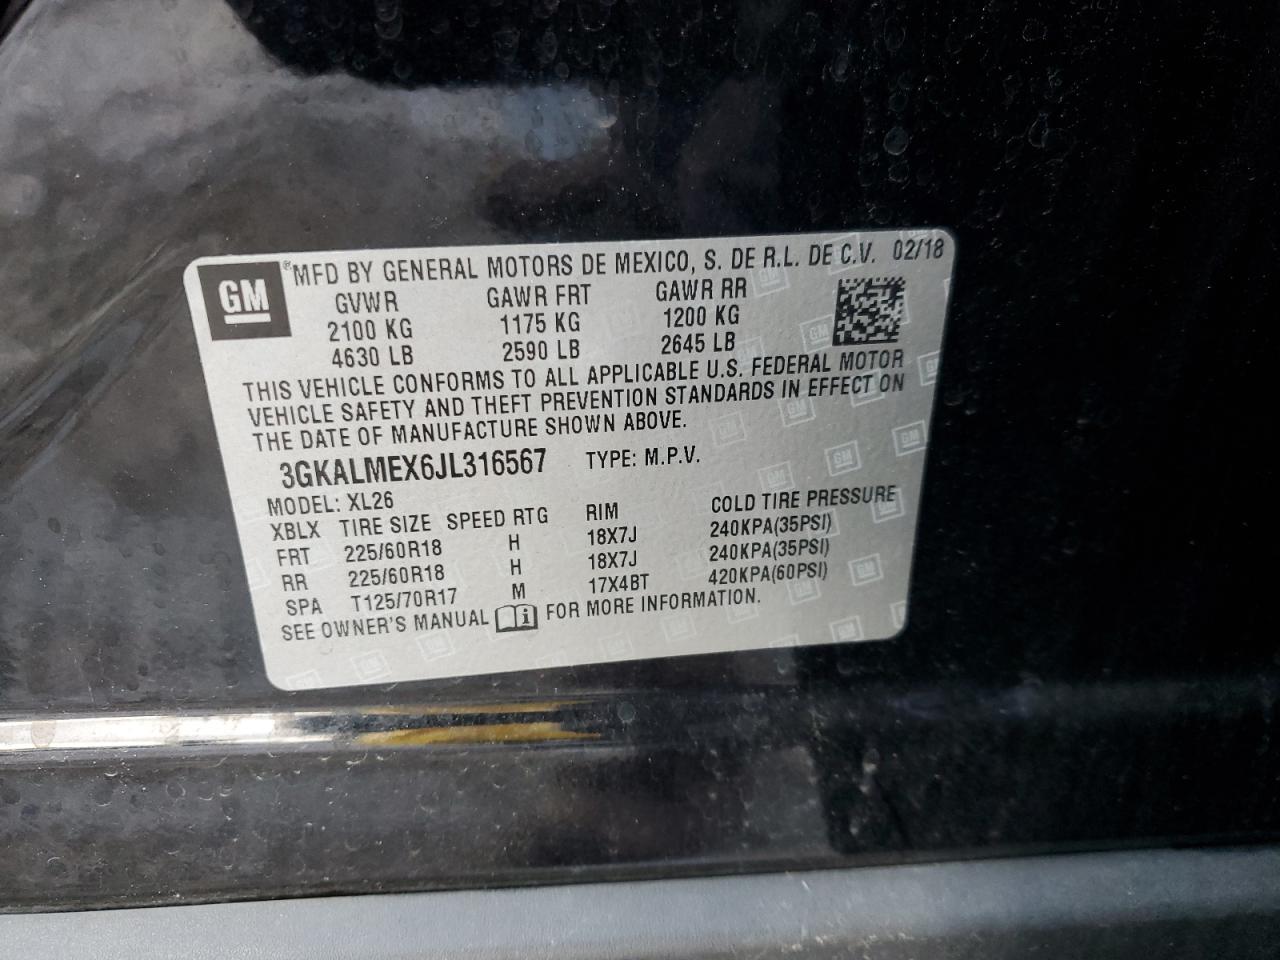 GM
® MFD BY GENERAL MOTORS DE MEXICO, S. DE R.L. DE C.V. 02/18
GVWR GAWR FRT GAWR RR
2100 KG 1175 KG 1200 KG
4630 LB 2590 LB 2645 LB
THIS VEHICLE CONFORMS TO ALL APPLICABLE U.S. FEDERAL MOTOR
VEHICLE SAFETY AND THEFT PREVENTION STANDARDS IN EFFECT ON
THE DATE OF MANUFACTURE SHOWN ABOVE.
3GKALMEX6JL316567 TYPE: M.P.V.
MODEL: XL26
XBLX TIRE SIZE SPEED RTG RIM COLD TIRE PRESSURE
FRT 225/60R18 H 18X7J 240KPA(35PSI)
RR 225/60R18 H 18X7J 240KPA(35PSI)
SPA T125/70R17 M 17X4BT 420KPA(60PSI)
SEE OWNER'S MANUAL i FOR MORE INFORMATION.